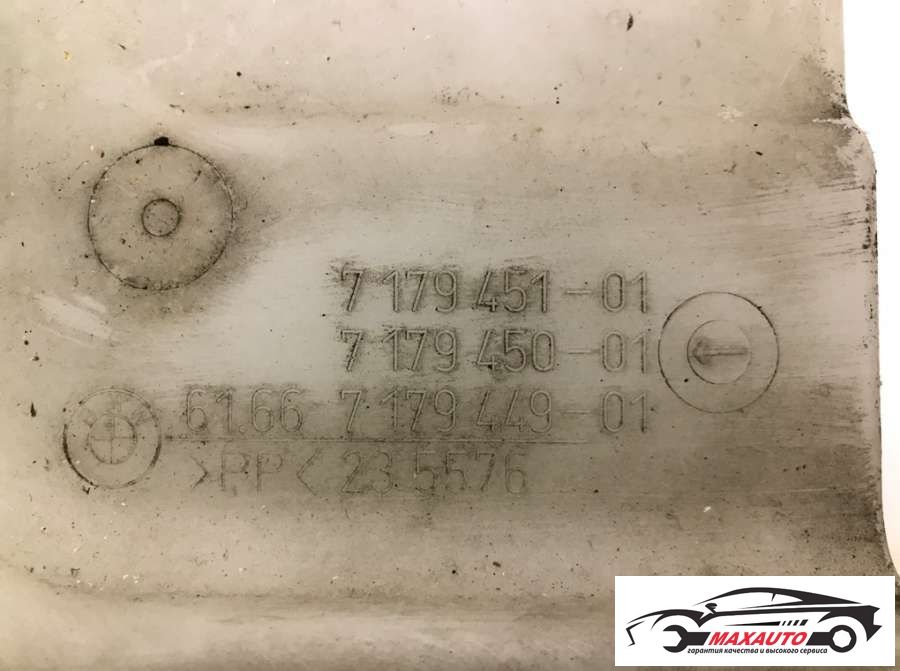 7 179 451-01
7 179 450-01
61.66 7 179 449-01
>PP< 23 5576
MAXAUTO
гарантия качества и высокого сервиса